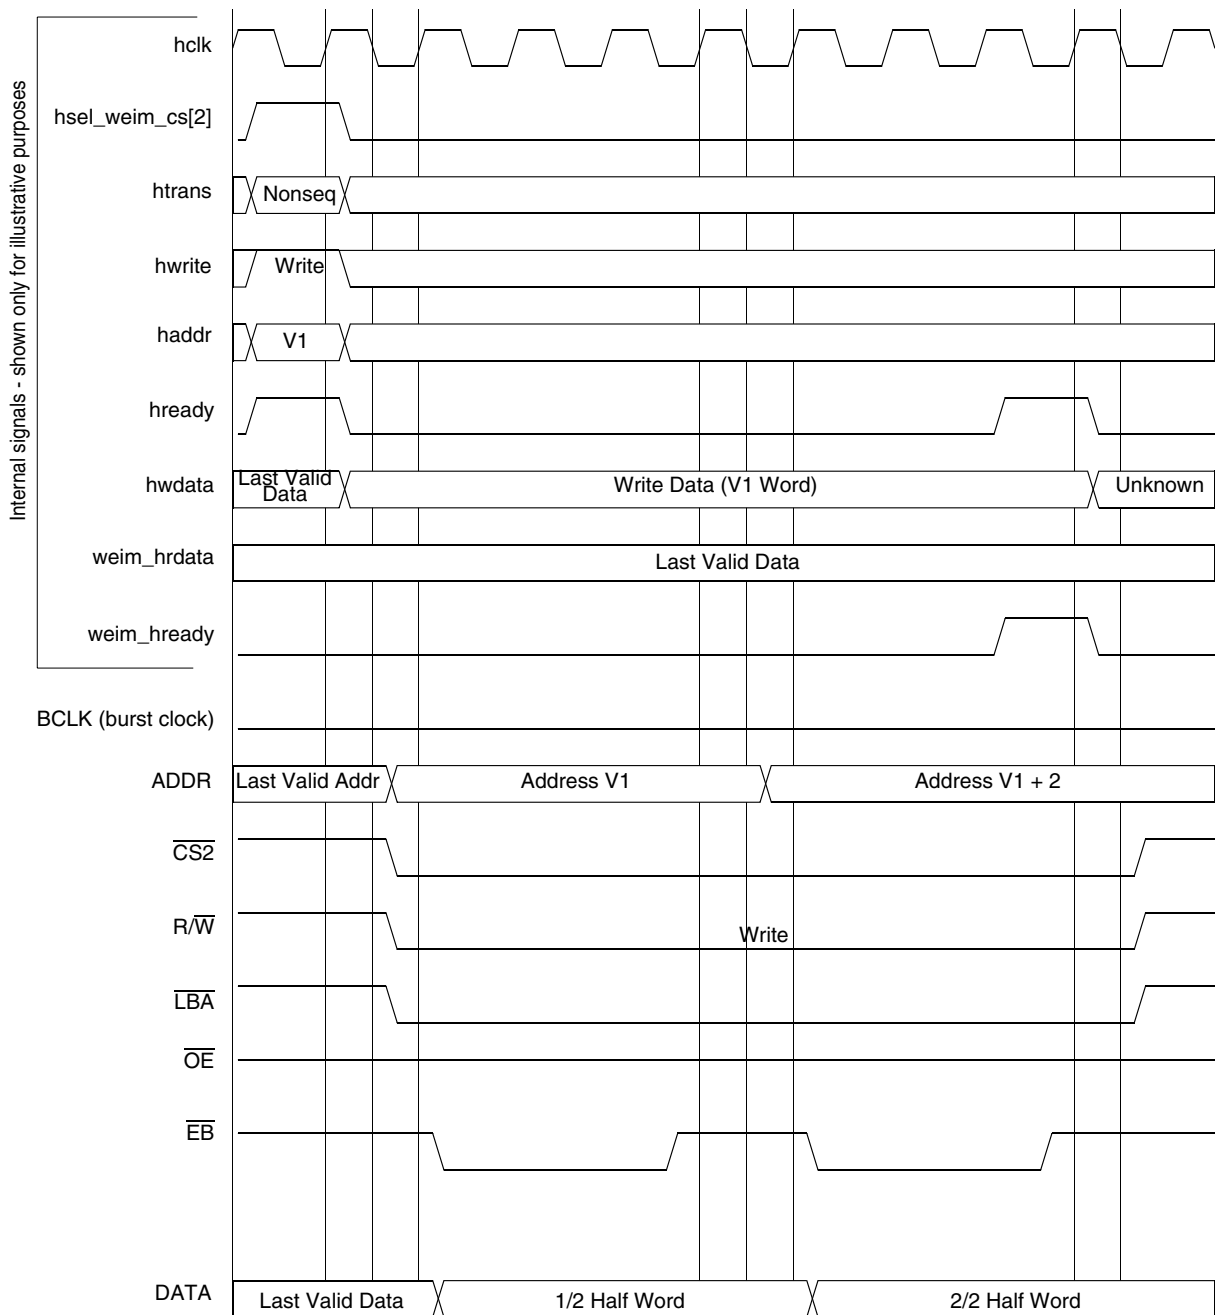 Internal signals - shown only for illustrative purposes
hclk
hsel_weim_cs[2]
htrans
Nonseq
hwrite
Write
haddr
V1
hready
hwdata
Last Valid
Data
Write Data (V1 Word)
Unknown
weim_hrdata
Last Valid Data
weim_hready
BCLK (burst clock)
ADDR
Last Valid Addr
Address V1
Address V1 + 2
CS2
R/W
Write
LBA
OE
EB
DATA
Last Valid Data
1/2 Half Word
2/2 Half Word